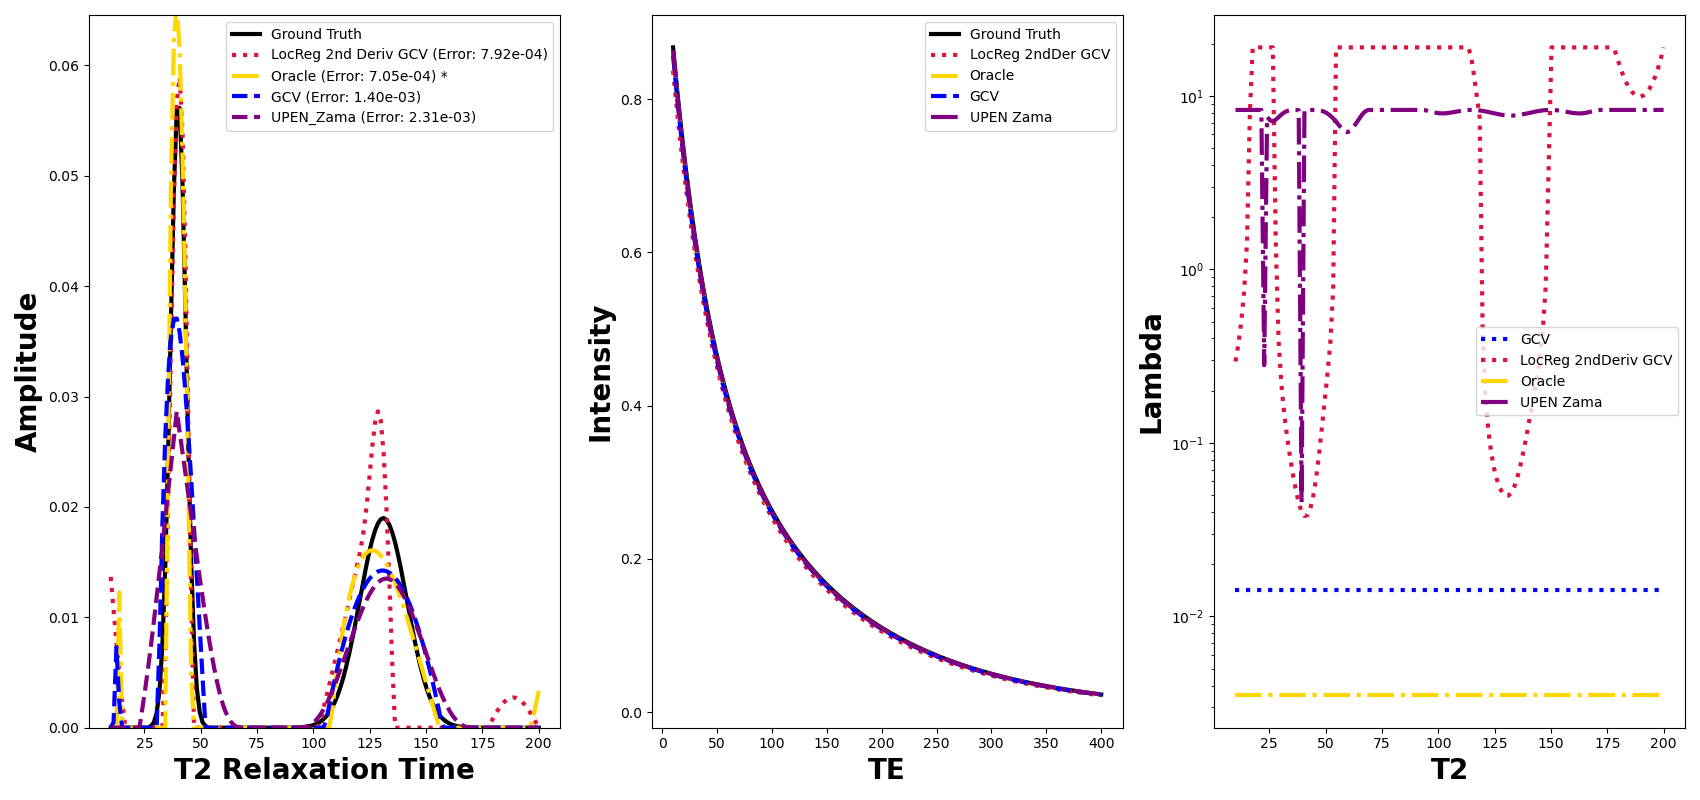 Amplitude
0.06
0.05
0.04
0.03
0.02
0.01
0.00
25 50 75 100 125 150 175 200
T2 Relaxation Time
Ground Truth
LocReg 2nd Deriv GCV (Error: 7.92e-04)
Oracle (Error: 7.05e-04) *
GCV (Error: 1.40e-03)
UPEN_Zama (Error: 2.31e-03)
Intensity
0.8
0.6
0.4
0.2
0.0
0 50 100 150 200 250 300 350 400
TE
Ground Truth
LocReg 2ndDer GCV
Oracle
GCV
UPEN Zama
Lambda
10¹
10⁰
10⁻¹
10⁻²
25 50 75 100 125 150 175 200
T2
GCV
LocReg 2ndDeriv GCV
Oracle
UPEN Zama